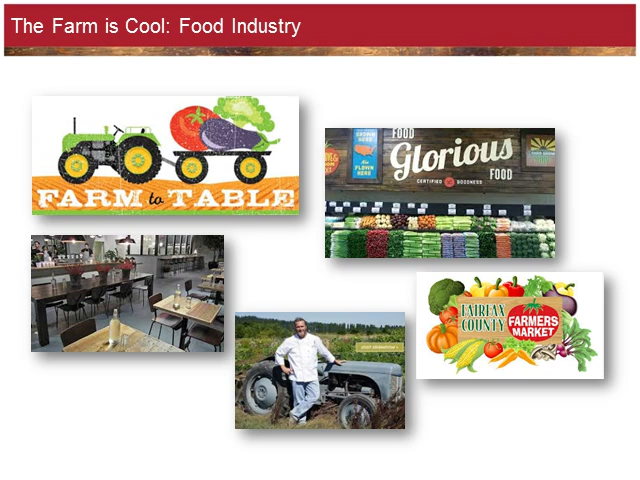 The Farm is Cool: Food Industry
FARM to TABLE
GROWN
HERE
Not
FLOWN
HERE
FOOD
Glorious
FOOD
CERTIFIED GOODNESS
FAIRFAX
COUNTY
FARMERS
MARKET